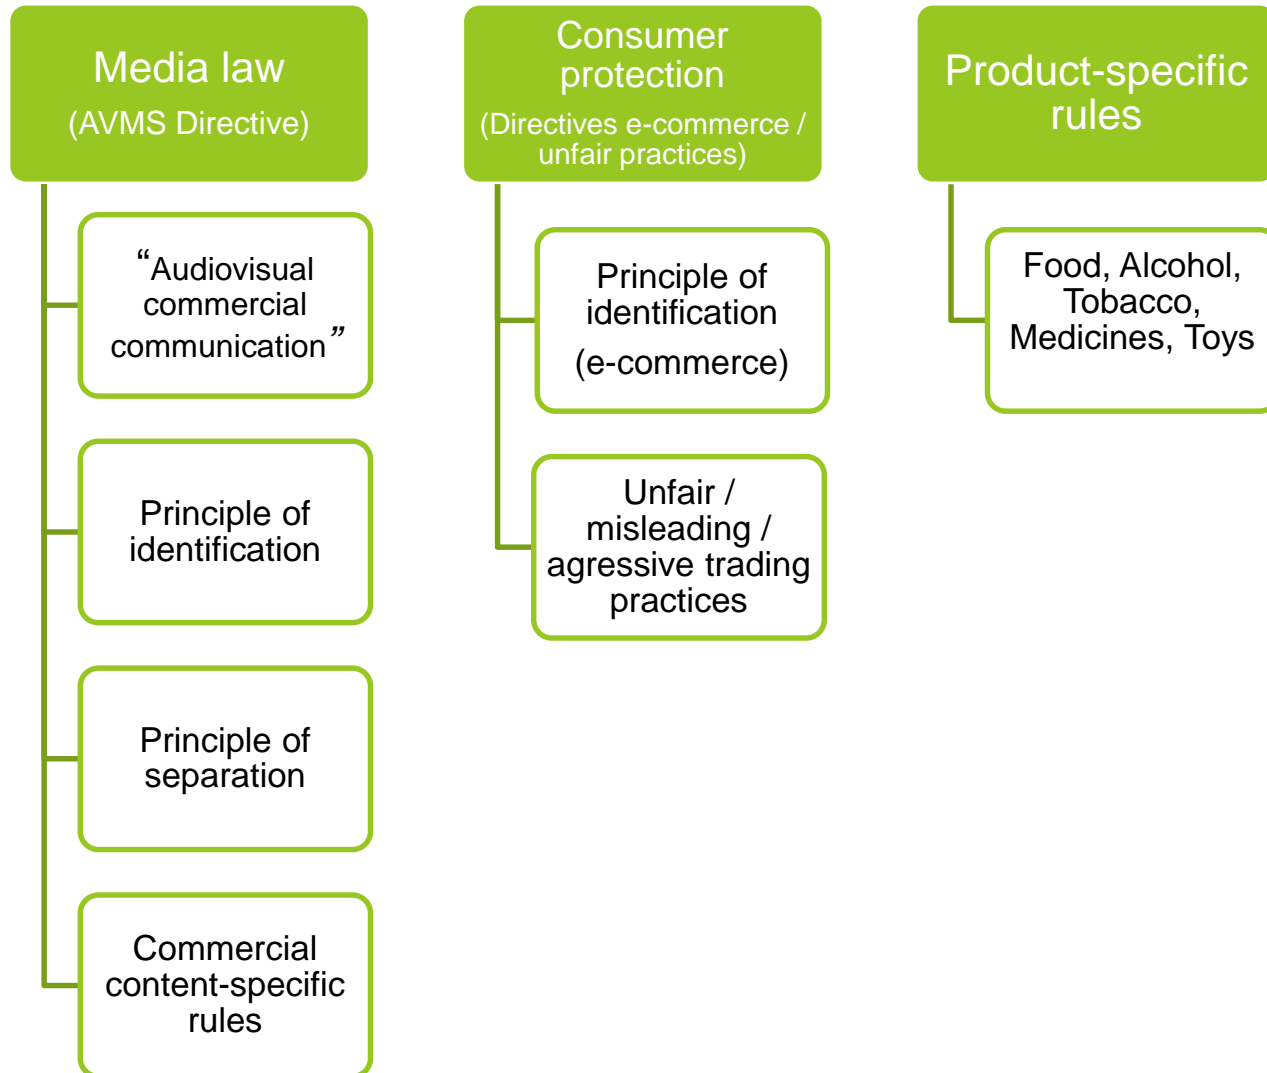 Media law
(AVMS Directive)
“Audiovisual
commercial
communication”
Principle of
identification
Principle of
separation
Commercial
content-specific
rules
Consumer
protection
(Directives e-commerce /
unfair practices)
Principle of
identification
(e-commerce)
Unfair /
misleading /
agressive trading
practices
Product-specific
rules
Food, Alcohol,
Tobacco,
Medicines, Toys